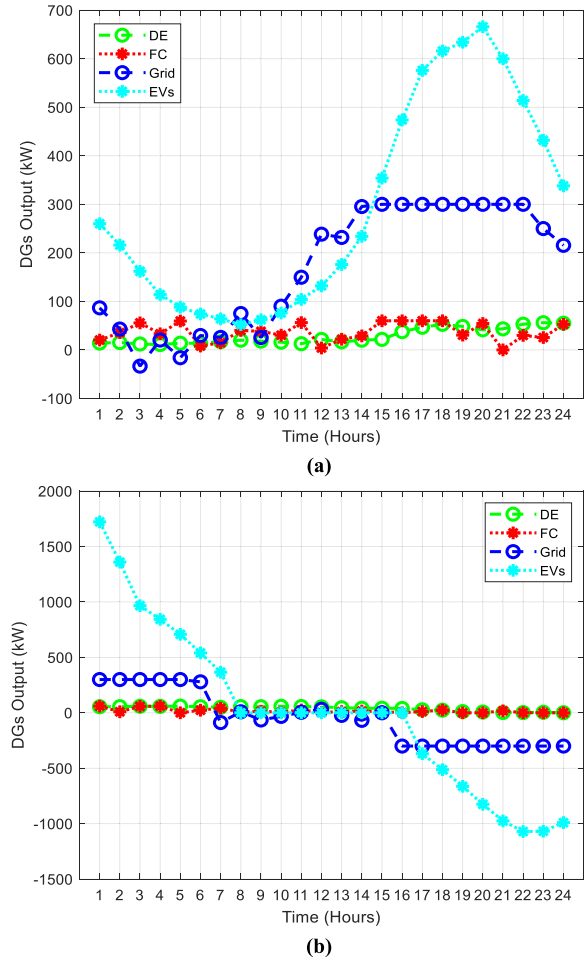 700
600
500
400
300
200
100
0
-100
DGs Output (kW)
DE
FC
Grid
EVs
1 2 3 4 5 6 7 8 9 10 11 12 13 14 15 16 17 18 19 20 21 22 23 24
Time (Hours)
(a)
2000
1500
1000
500
0
-500
-1000
-1500
DGs Output (kW)
DE
FC
Grid
EVs
1 2 3 4 5 6 7 8 9 10 11 12 13 14 15 16 17 18 19 20 21 22 23 24
Time (Hours)
(b)